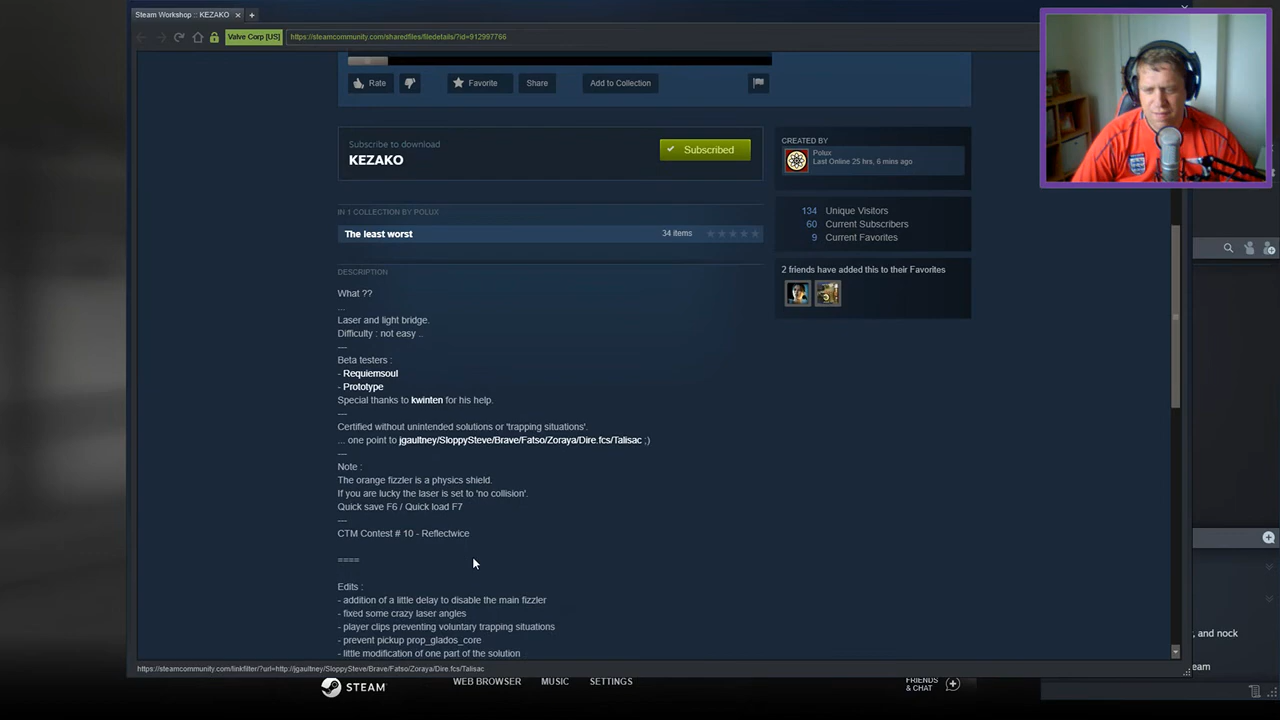 Steam Workshop :: KEZAKO
Valve Corp [US]
https://steamcommunity.com/sharedfiles/filedetails/?id=912997766
Rate
Favorite
Share
Add to Collection
Subscribe to download
KEZAKO
Subscribed
CREATED BY
Polux
Last Online 25 hrs, 6 mins ago
134 Unique Visitors
60 Current Subscribers
9 Current Favorites
IN 1 COLLECTION BY POLUX
The least worst
34 items
2 friends have added this to their Favorites
DESCRIPTION
What ??
...
Laser and light bridge.
Difficulty : not easy ..
---
Beta testers :
- Requiemsoul
- Prototype
Special thanks to kwinten for his help.
---
Certified without unintended solutions or 'trapping situations'.
... one point to jgaultney/SloppySteve/Brave/Fatso/Zoraya/Dire.fcs/Talisac ;)
---
Note :
The orange fizzler is a physics shield.
If you are lucky the laser is set to 'no collision'.
Quick save F6 / Quick load F7
---
CTM Contest # 10 - Reflectwice
====
Edits :
- addition of a little delay to disable the main fizzler
- fixed some crazy laser angles
- player clips preventing voluntary trapping situations
- prevent pickup prop_glados_core
- little modification of one part of the solution
https://steamcommunity.com/linkfilter/?url=http://jgaultney/SloppySteve/Brave/Fatso/Zoraya/Dire.fcs/Talisac
, and nock
eam
STEAM
WEB BROWSER
MUSIC
SETTINGS
FRIENDS
& CHAT